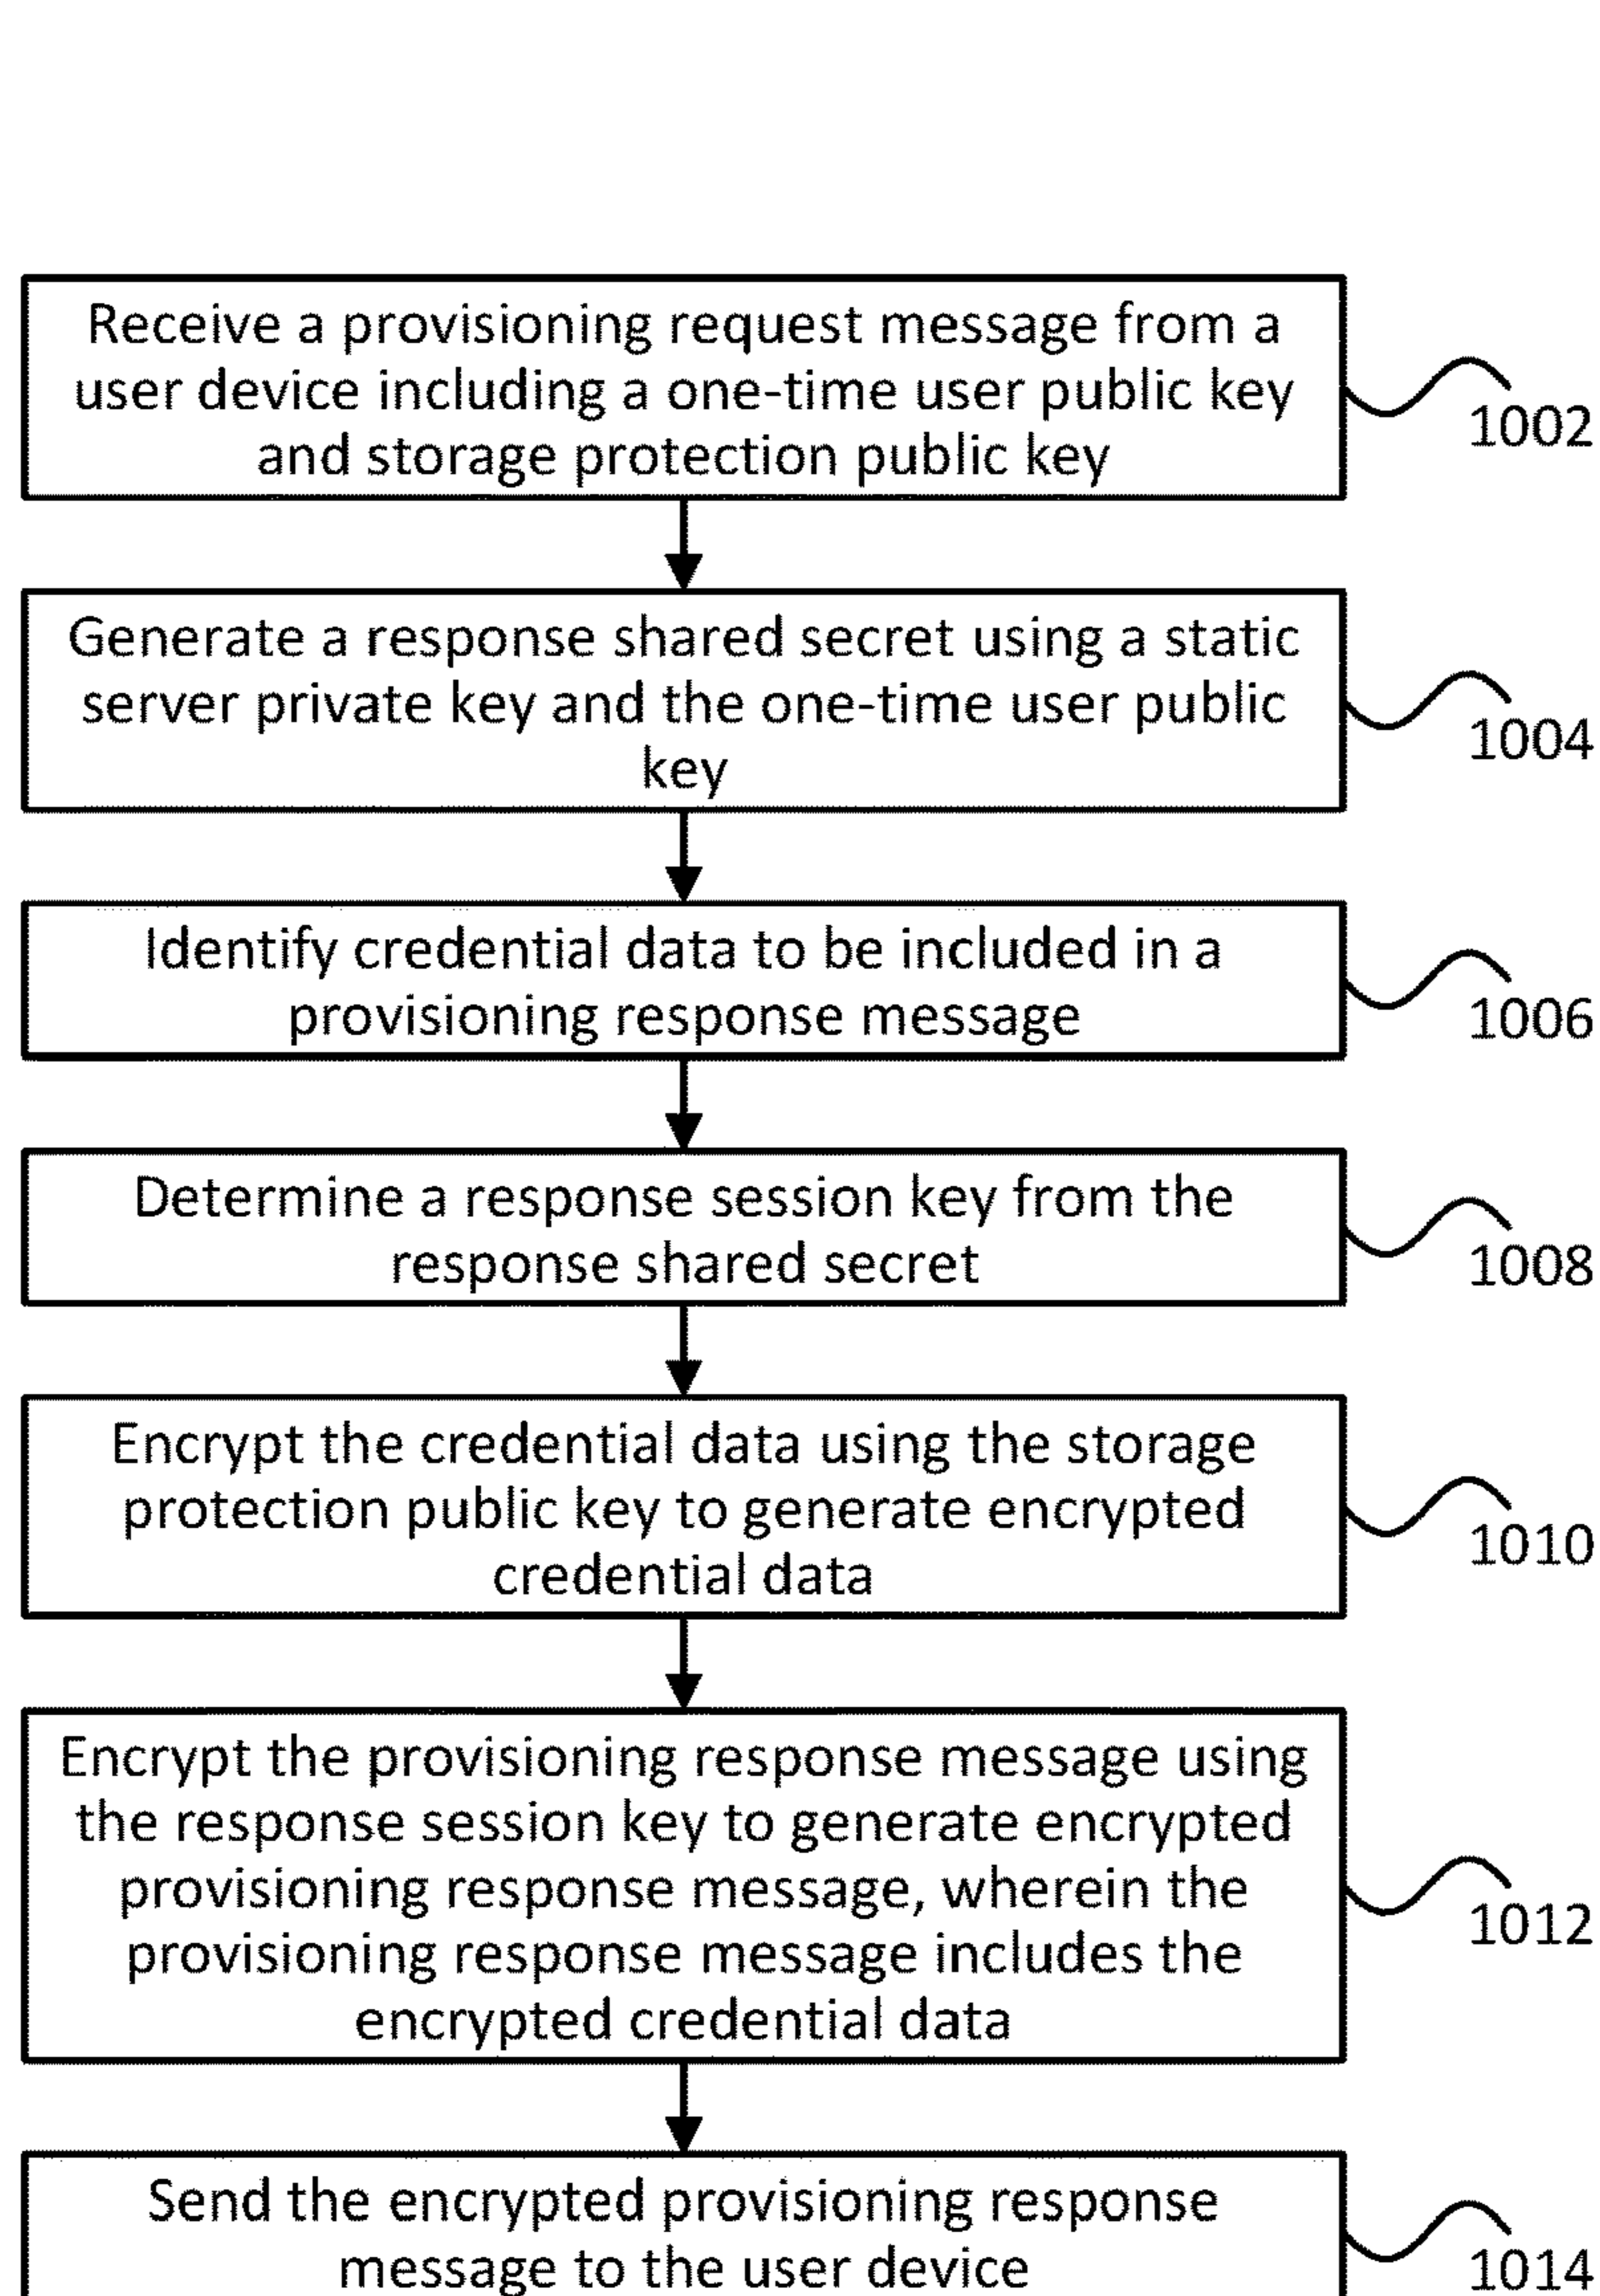 Receive a provisioning request message from a
user device including a one-time user public key
and storage protection public key
1002
Generate a response shared secret using a static
server private key and the one-time user public
key
1004
Identify credential data to be included in a
provisioning response message
1006
Determine a response session key from the
response shared secret
1008
Encrypt the credential data using the storage
protection public key to generate encrypted
credential data
1010
Encrypt the provisioning response message using
the response session key to generate encrypted
provisioning response message, wherein the
provisioning response message includes the
encrypted credential data
1012
Send the encrypted provisioning response
message to the user device
1014